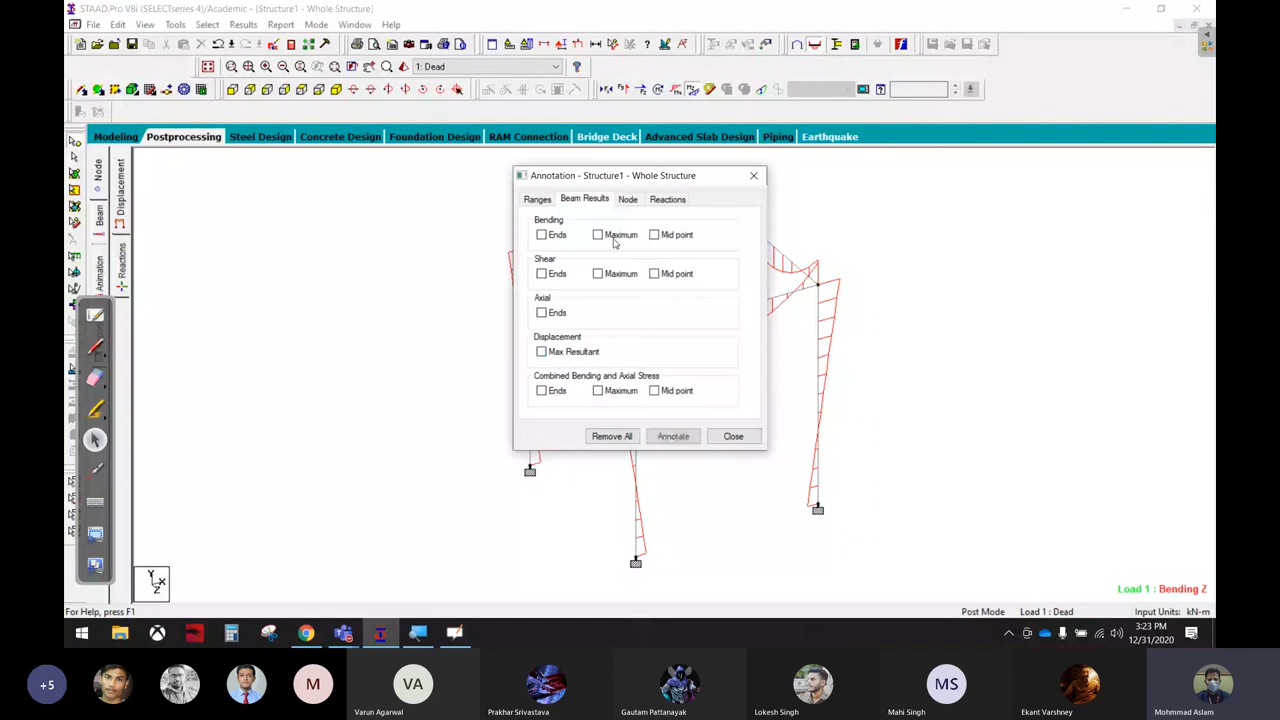 STAAD.Pro V8i (SELECTseries 4)/Academic - [Structure1 - Whole Structure]
File Edit View Tools Select Results Report Mode Window Help
1: Dead
Modeling Postprocessing Steel Design Concrete Design Foundation Design RAM Connection Bridge Deck Advanced Slab Design Piping Earthquake
Node
Beam
Animation
Displacement
Reactions
Annotation - Structure1 - Whole Structure
Ranges Beam Results Node Reactions
Bending
Ends Maximum Mid point
Shear
Ends Maximum Mid point
Axial
Ends
Displacement
Max Resultant
Combined Bending and Axial Stress
Ends Maximum Mid point
Remove All Annotate Close
Y
X
Z
Load 1 : Bending Z
For Help, press F1 Post Mode Load 1 : Dead Input Units: kN-m
3:23 PM
12/31/2020
+5 M VA MS
Varun Agarwal Prakhar Srivastava Gautam Pattanayak Lokesh Singh Mahi Singh Ekant Varshney Mohmmad Aslam